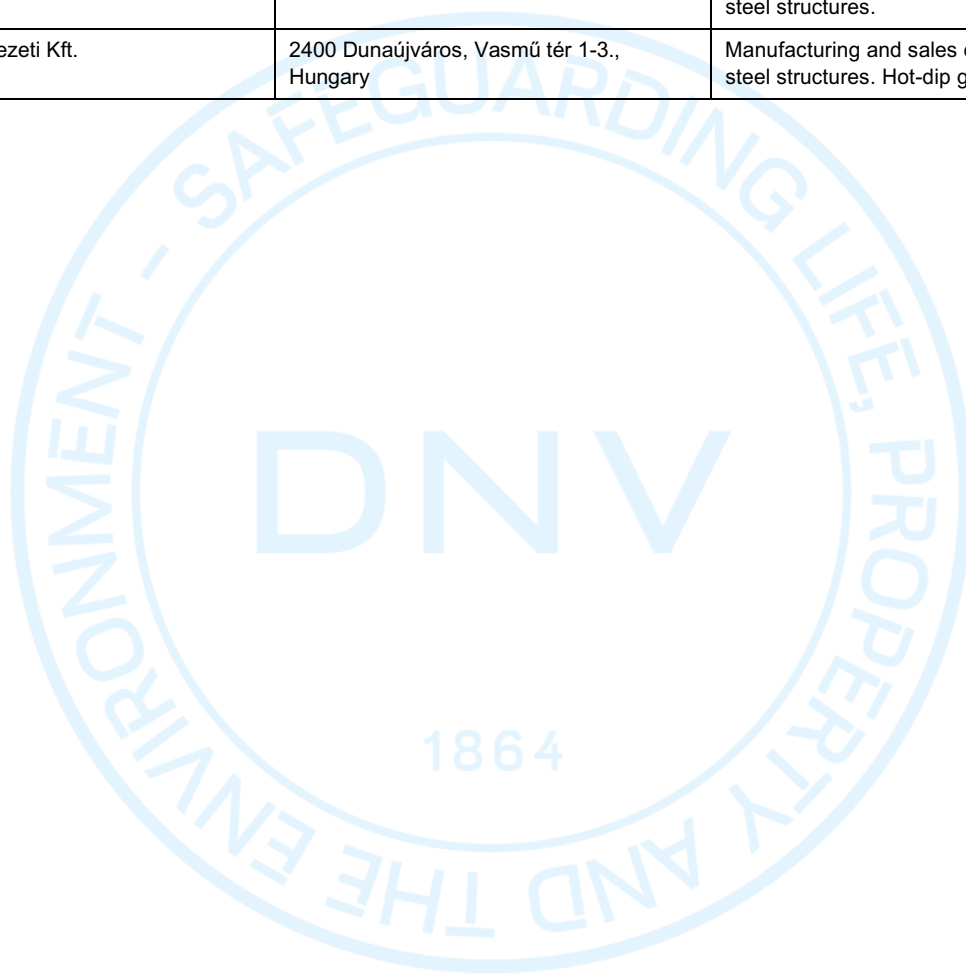 steel structures.
ezeti Kft.
2400 Dunaújváros, Vasmű tér 1-3.,
Hungary
Manufacturing and sales
steel structures. Hot-dip
SAFEGUARDING LIFE, PROPERTY AND THE ENVIRONMENT -
DNV
1864